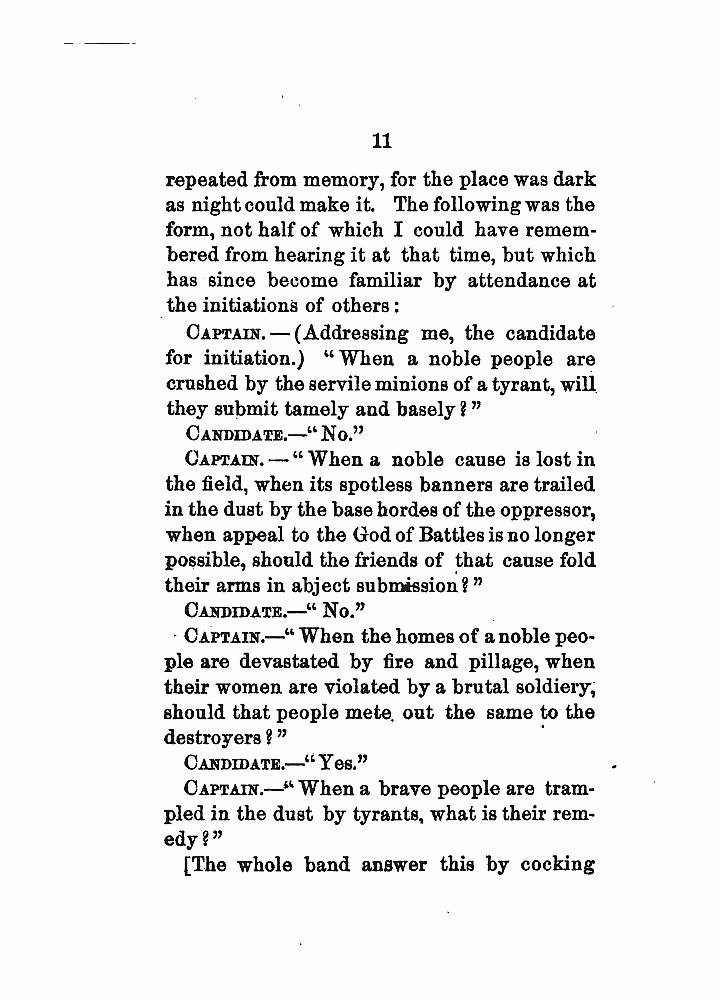 11
repeated from memory, for the place was dark
as night could make it. The following was the
form, not half of which I could have remem-
bered from hearing it at that time, but which
has since become familiar by attendance at
the initiations of others:
CAPTAIN.—(Addressing me, the candidate
for initiation.) "When a noble people are
crushed by the servile minions of a tyrant, will
they submit tamely and basely?"
CANDIDATE.—"No."
CAPTAIN.—"When a noble cause is lost in
the field, when its spotless banners are trailed
in the dust by the base hordes of the oppressor,
when appeal to the God of Battles is no longer
possible, should the friends of that cause fold
their arms in abject submission?"
CANDIDATE.—"No."
CAPTAIN.—"When the homes of a noble peo-
ple are devastated by fire and pillage, when
their women are violated by a brutal soldiery,
should that people mete out the same to the
destroyers?"
CANDIDATE.—"Yes."
CAPTAIN.—"When a brave people are tram-
pled in the dust by tyrants, what is their rem-
edy?"
[The whole band answer this by cocking